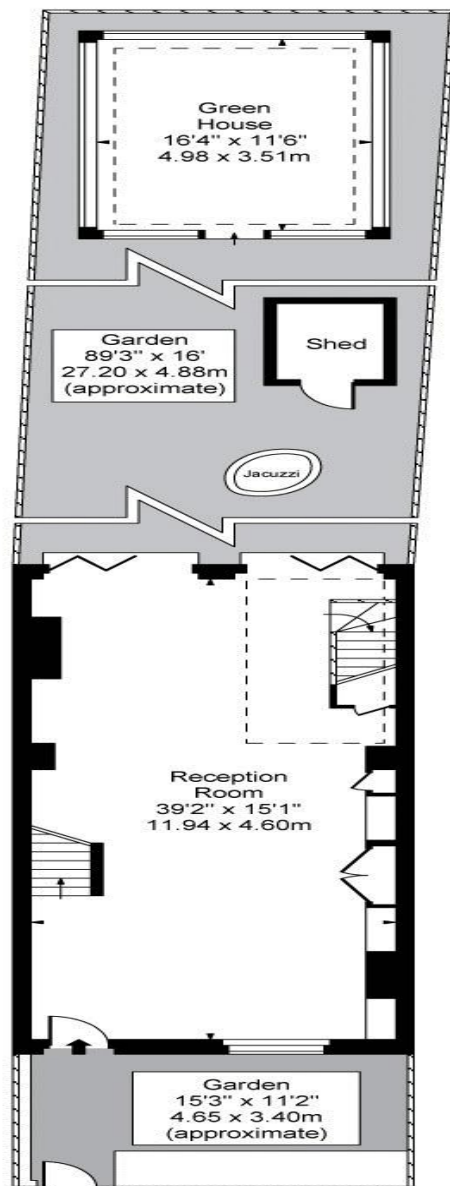 Green
House
16'4" x 11'6"
4.98 x 3.51m
Garden
89'3" x 16'
27.20 x 4.88m
(approximate)
Shed
Jacuzzi
Reception
Room
39'2" x 15'1"
11.94 x 4.60m
Garden
15'3" x 11'2"
4.65 x 3.40m
(approximate)